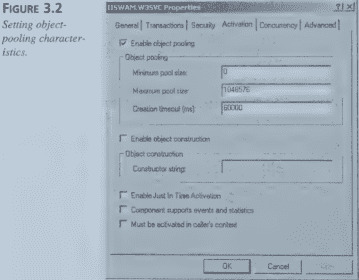 FIGURE 3.2
Setting object-
pooling character-
istics.
IISWAM.W3SVC Properties
General Transactions Security Activation Concurrency Advanced
Enable object pooling
Object pooling
Minimum pool size: 0
Maximum pool size: 1048576
Creation timeout (ms): 60000
Enable object construction
Object construction
Constructor string:
Enable Just In Time Activation
Component supports events and statistics
Must be activated in caller's context
OK Cancel